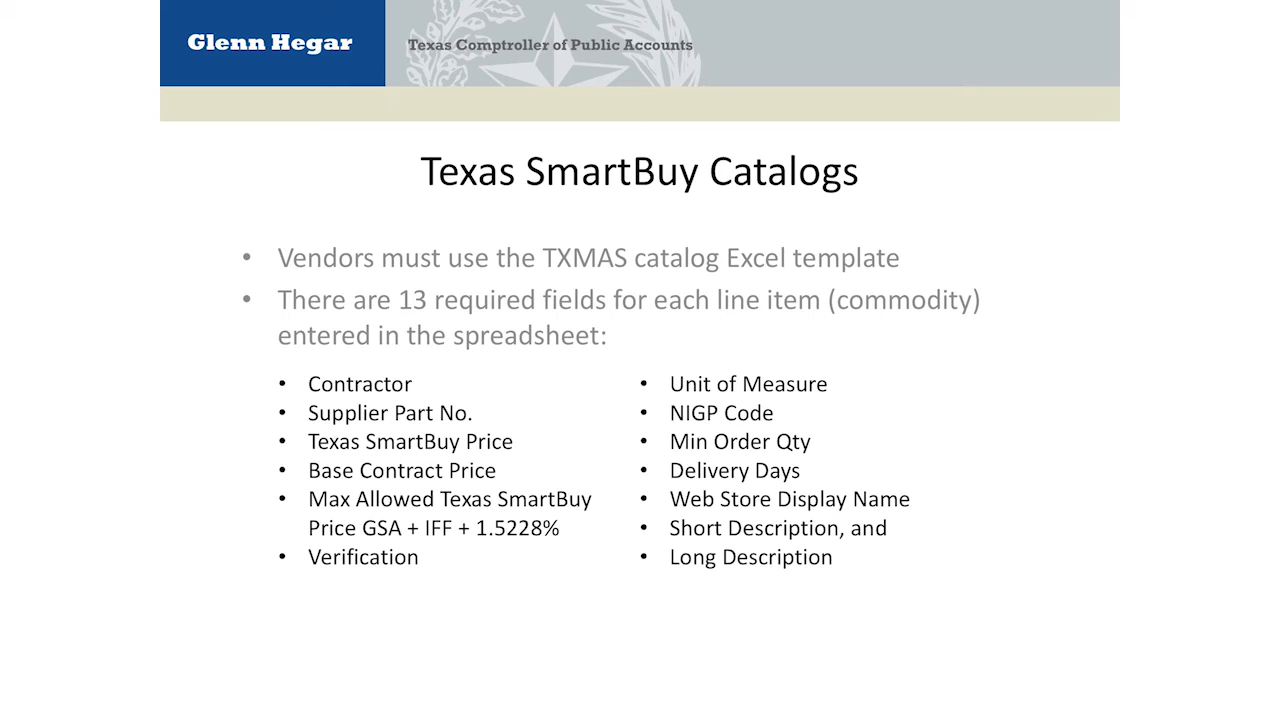 Glenn Hegar
Texas Comptroller of Public Accounts
Texas SmartBuy Catalogs
• Vendors must use the TXMAS catalog Excel template
• There are 13 required fields for each line item (commodity)
entered in the spreadsheet:
• Contractor
• Supplier Part No.
• Texas SmartBuy Price
• Base Contract Price
• Max Allowed Texas SmartBuy
Price GSA + IFF + 1.5228%
• Verification
• Unit of Measure
• NIGP Code
• Min Order Qty
• Delivery Days
• Web Store Display Name
• Short Description, and
• Long Description